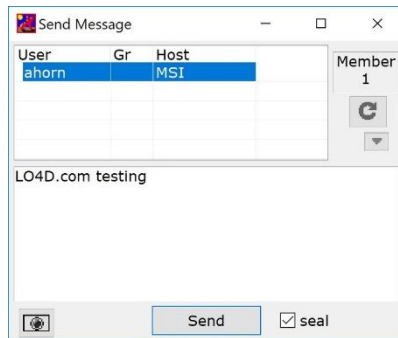 Send Message
User Gr Host
ahorn MSI
Member
1
LO4D.com testing
Send
seal